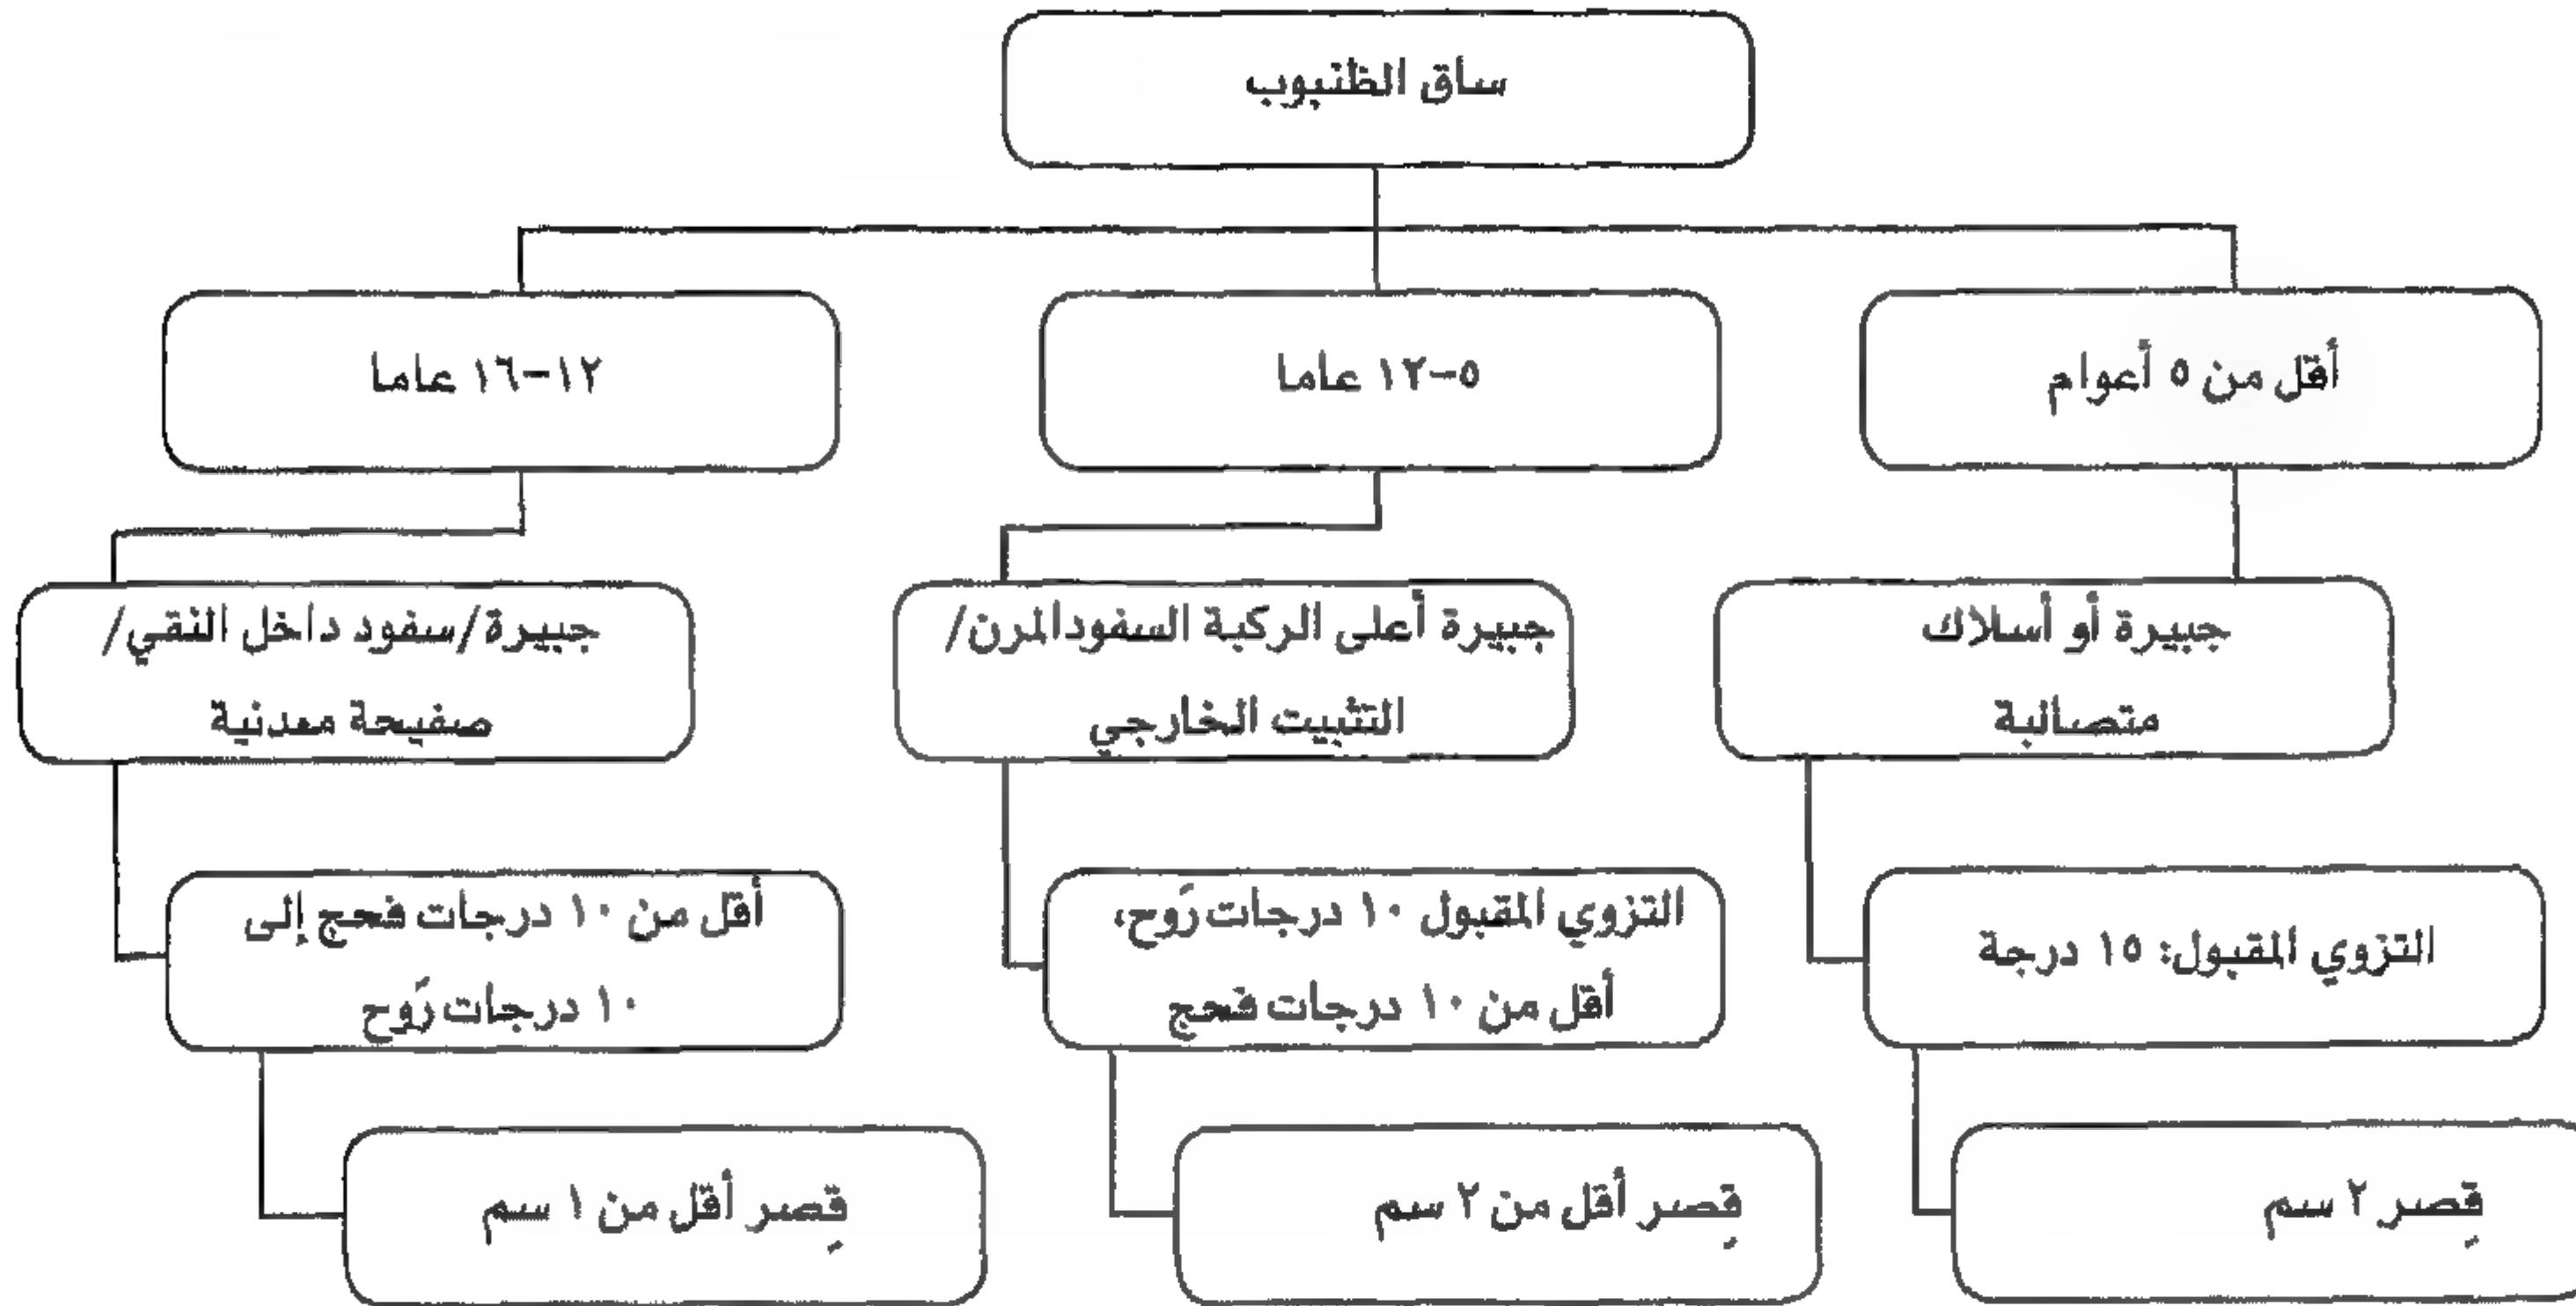 ساق الظنبوب
أقل من ٥ أعوام
٥-١٢ عاما
١٢-١٦ عاما
جبيرة أو أسلاك
متصالبة
جبيرة أعلى الركبة السفودالمرن/
التثبيت الخارجي
جبيرة/سفود داخل النقي/
صفيحة معدنية
التزوي المقبول: ١٥ درجة
التزوي المقبول ١٠ درجات رَوح،
أقل من ١٠ درجات فحج
أقل من ١٠ درجات فحج إلى
١٠ درجات رَوح
قِصر ٢ سم
قِصر أقل من ٢ سم
قِصر أقل من ١ سم